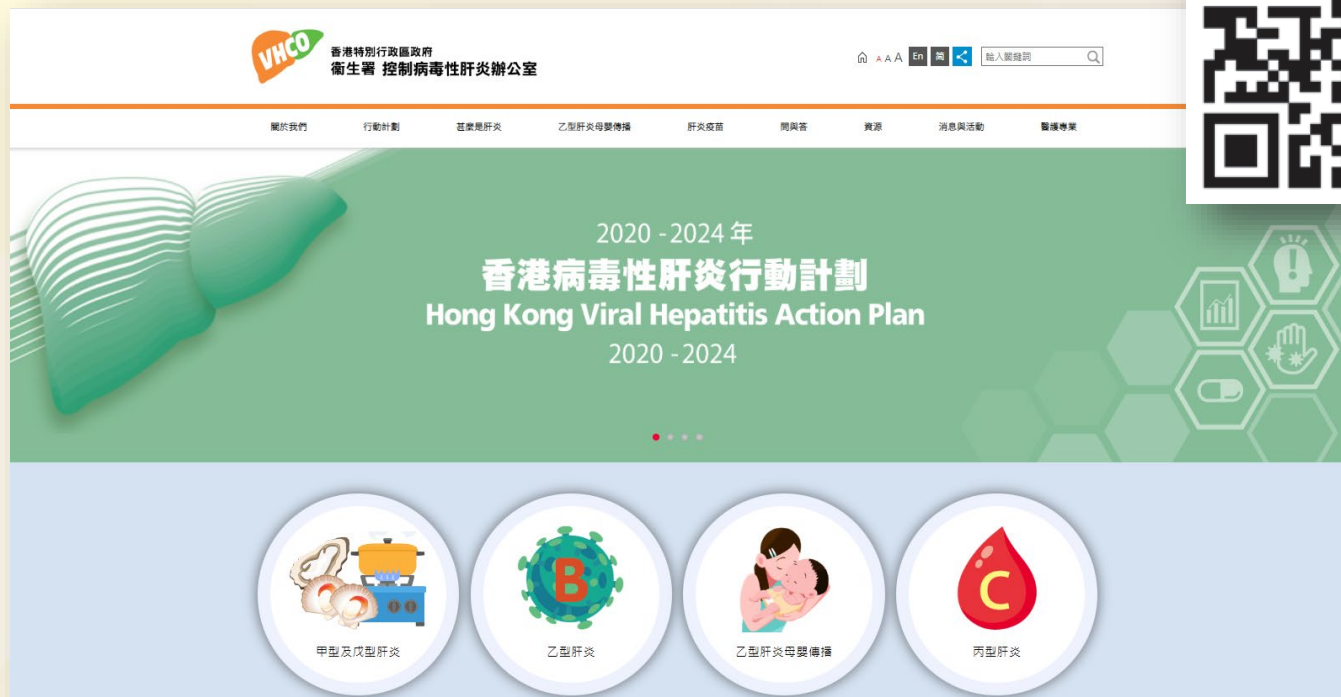 VHCO
香港特別行政區政府
衞生署 控制病毒性肝炎辦公室
A A A En 简 輸入關鍵詞
關於我們 行動計劃 甚麼是肝炎 乙型肝炎母嬰傳播 肝炎疫苗 問與答 資源 消息與活動 醫護專業
2020 - 2024 年
香港病毒性肝炎行動計劃
Hong Kong Viral Hepatitis Action Plan
2020 - 2024
B
C
甲型及戊型肝炎 乙型肝炎 乙型肝炎母嬰傳播 丙型肝炎